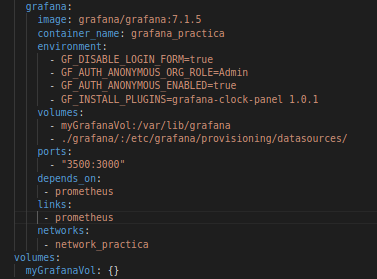 grafana:
image: grafana/grafana:7.1.5
container_name: grafana_practica
environment:
- GF_DISABLE_LOGIN_FORM=true
- GF_AUTH_ANONYMOUS_ORG_ROLE=Admin
- GF_AUTH_ANONYMOUS_ENABLED=true
- GF_INSTALL_PLUGINS=grafana-clock-panel 1.0.1
volumes:
- myGrafanaVol:/var/lib/grafana
- ./grafana/:/etc/grafana/provisioning/datasources/
ports:
- "3500:3000"
depends_on:
- prometheus
links:
- prometheus
networks:
- network_practica
volumes:
myGrafanaVol: {}